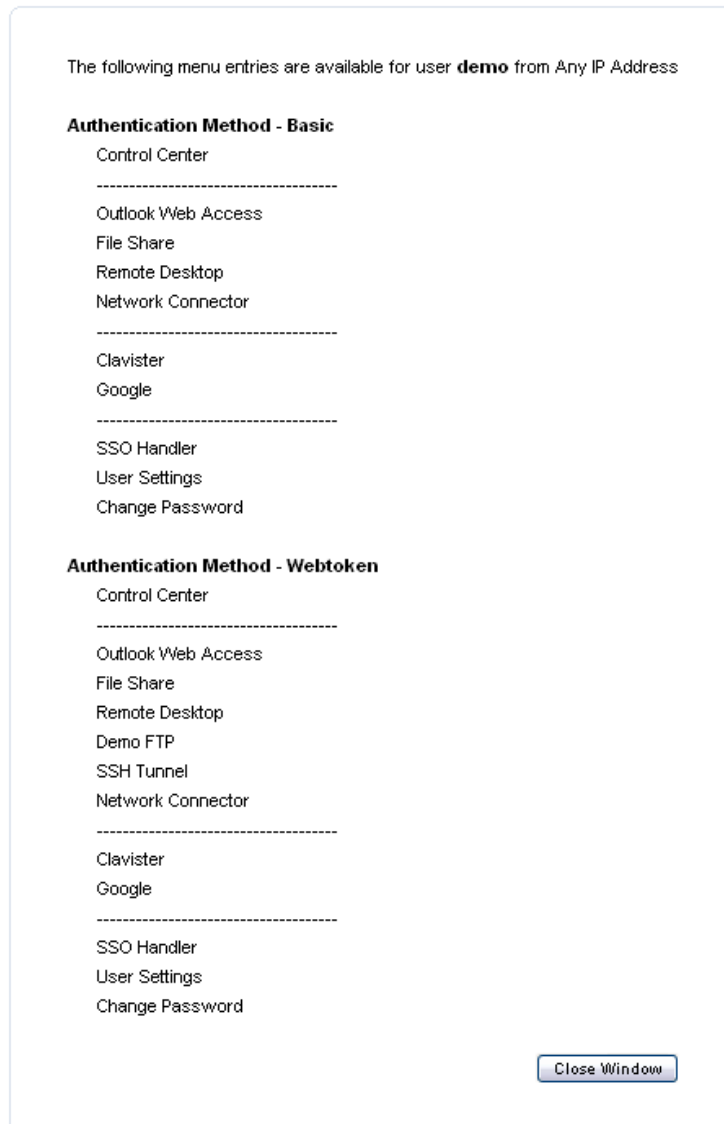 The following menu entries are available for user demo from Any IP Address
Authentication Method - Basic
Control Center
-------------------------------------
Outlook Web Access
File Share
Remote Desktop
Network Connector
-------------------------------------
Clavister
Google
-------------------------------------
SSO Handler
User Settings
Change Password
Authentication Method - Webtoken
Control Center
-------------------------------------
Outlook Web Access
File Share
Remote Desktop
Demo FTP
SSH Tunnel
Network Connector
-------------------------------------
Clavister
Google
-------------------------------------
SSO Handler
User Settings
Change Password
Close Window